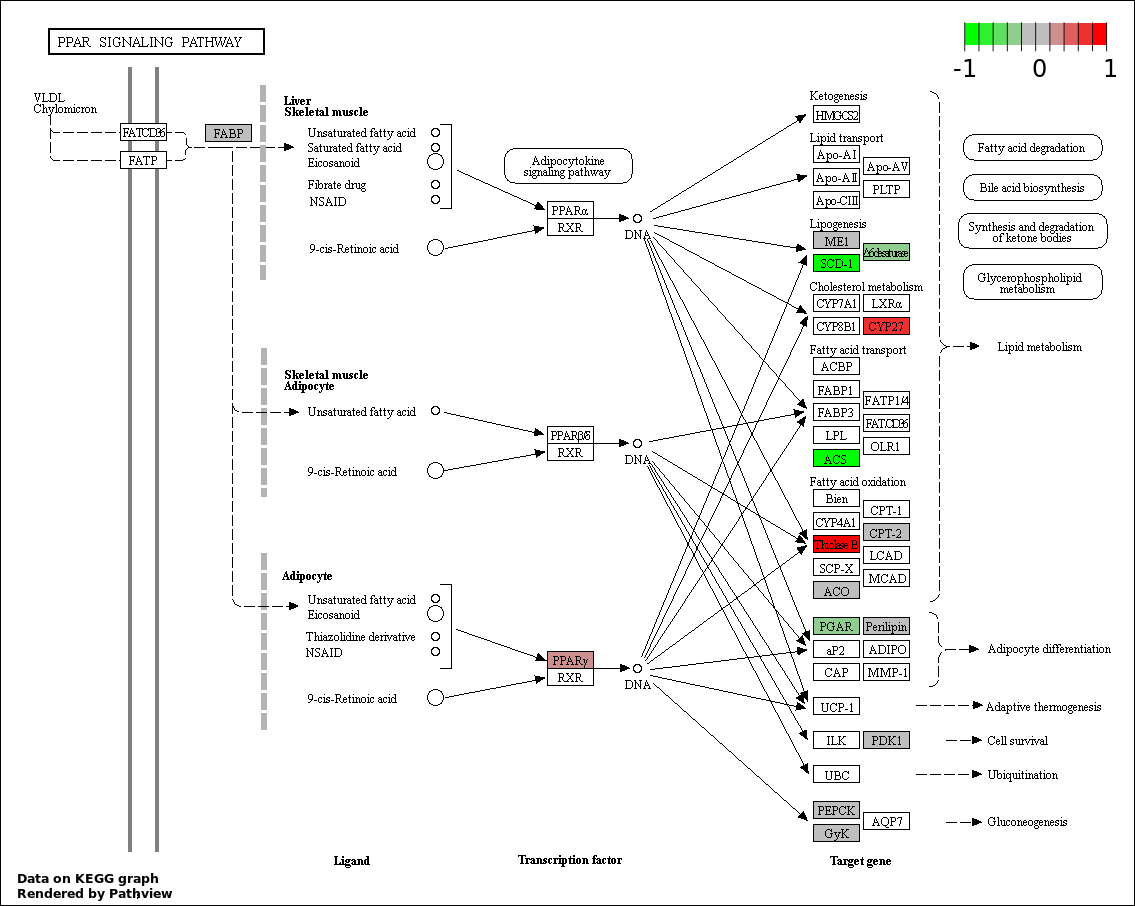 PPAR SIGNALING PATHWAY
-1 0 1
VLDL
Chylomicron
FATCD36
FATP
FABP
Liver
Skeletal muscle
Unsaturated fatty acid
Saturated fatty acid
Eicosanoid
Fibrate drug
NSAID
9-cis-Retinoic acid
Adipocytokine
signaling pathway
PPARα
RXR
DNA
Skeletal muscle
Adipocyte
Unsaturated fatty acid
9-cis-Retinoic acid
PPARβδ
RXR
DNA
Adipocyte
Unsaturated fatty acid
Eicosanoid
Thiazolidine derivative
NSAID
9-cis-Retinoic acid
PPARγ
RXR
DNA
Ketogenesis
HMGCS2
Lipid transport
Apo-AI
Apo-AV
Apo-AII
PLTP
Apo-CIII
Lipogenesis
ME1
SCD-1
Cholesterol metabolism
CYP7A1 LXRα
CYP8B1 CYP27
Fatty acid transport
ACBP
FABP1
FATP1/4
FABP3
FATCD36
LPL
OLR1
ACS
Fatty acid oxidation
Bien
CPT-1
CYP4A1
CPT-2
Thiolase B
LCAD
SCP-X
MCAD
ACO
PGAR Perilipin
aP2 ADIPO
CAP MMP-1
UCP-1
ILK PDK1
UBC
PEPCK
AQP7
GyK
Fatty acid degradation
Bile acid biosynthesis
Synthesis and degradation
of ketone bodies
Glycerophospholipid
metabolism
Lipid metabolism
Adipocyte differentiation
Adaptive thermogenesis
Cell survival
Ubiquitination
Gluconeogenesis
Ligand
Transcription factor
Target gene
Data on KEGG graph
Rendered by Pathview